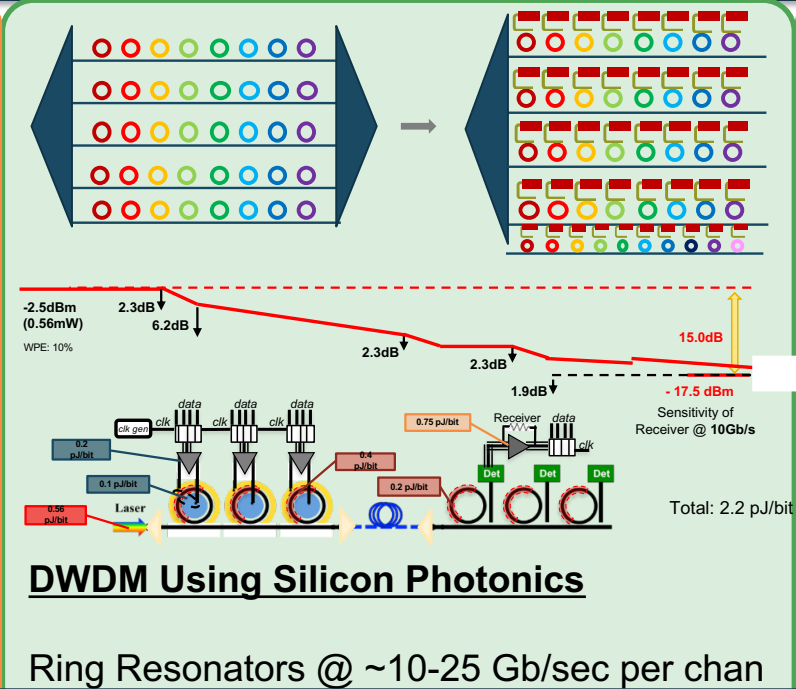 -2.5dBm
(0.56mW)
WPE: 10%
2.3dB
6.2dB
2.3dB
2.3dB
1.9dB
15.0dB
- 17.5 dBm
Sensitivity of
Receiver @ 10Gb/s
data
data
data
clk gen
clk
clk
clk
0.2
pJ/bit
0.1 pJ/bit
0.56
pJ/bit
Laser
0.4
pJ/bit
0.75 pJ/bit
Receiver
data
clk
0.2 pJ/bit
Det
Det
Det
Total: 2.2 pJ/bit
DWDM Using Silicon Photonics
Ring Resonators @ ~10-25 Gb/sec per chan